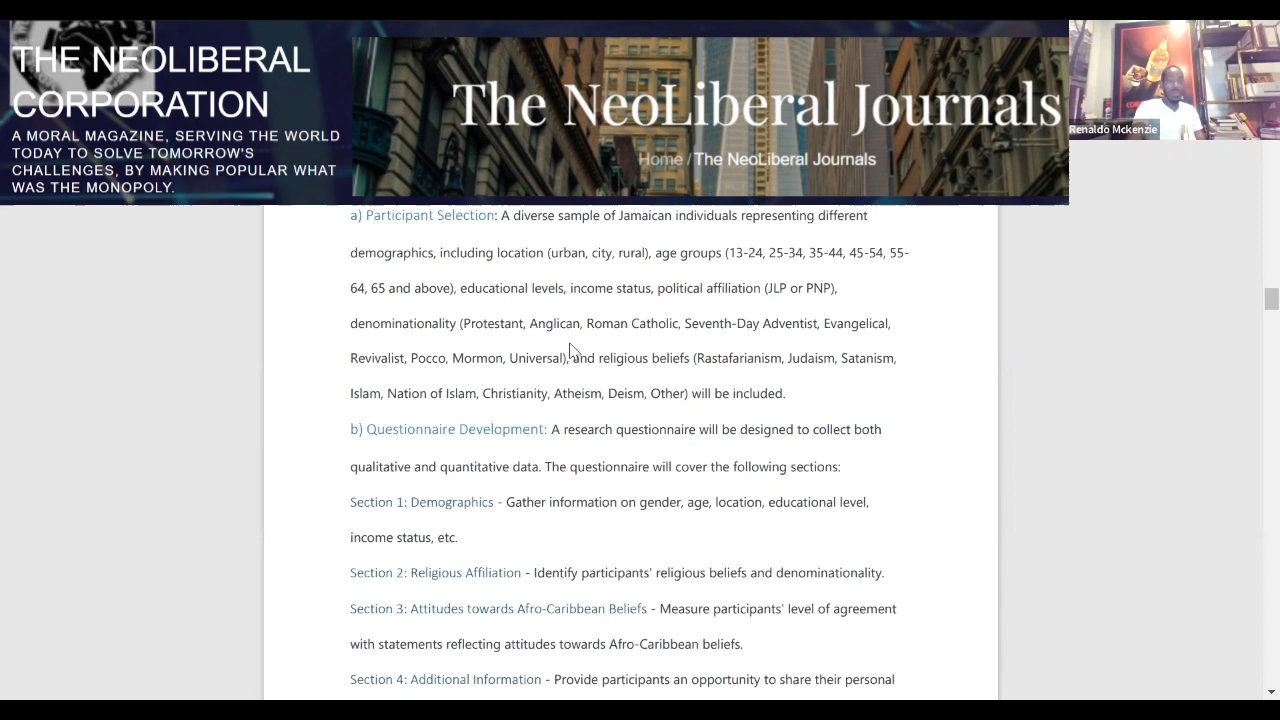 THE NEOLIBERAL
CORPORATION
A MORAL MAGAZINE, SERVING THE WORLD
TODAY TO SOLVE TOMORROW'S
CHALLENGES, BY MAKING POPULAR WHAT
WAS THE MONOPOLY.
The NeoLiberal Journals
Home / The NeoLiberal Journals
Renaldo Mckenzie
a) Participant Selection: A diverse sample of Jamaican individuals representing different
demographics, including location (urban, city, rural), age groups (13-24, 25-34, 35-44, 45-54, 55-
64, 65 and above), educational levels, income status, political affiliation (JLP or PNP),
denominationality (Protestant, Anglican, Roman Catholic, Seventh-Day Adventist, Evangelical,
Revivalist, Pocco, Mormon, Universal), and religious beliefs (Rastafarianism, Judaism, Satanism,
Islam, Nation of Islam, Christianity, Atheism, Deism, Other) will be included.
b) Questionnaire Development: A research questionnaire will be designed to collect both
qualitative and quantitative data. The questionnaire will cover the following sections:
Section 1: Demographics - Gather information on gender, age, location, educational level,
income status, etc.
Section 2: Religious Affiliation - Identify participants' religious beliefs and denominationality.
Section 3: Attitudes towards Afro-Caribbean Beliefs - Measure participants' level of agreement
with statements reflecting attitudes towards Afro-Caribbean beliefs.
Section 4: Additional Information - Provide participants an opportunity to share their personal